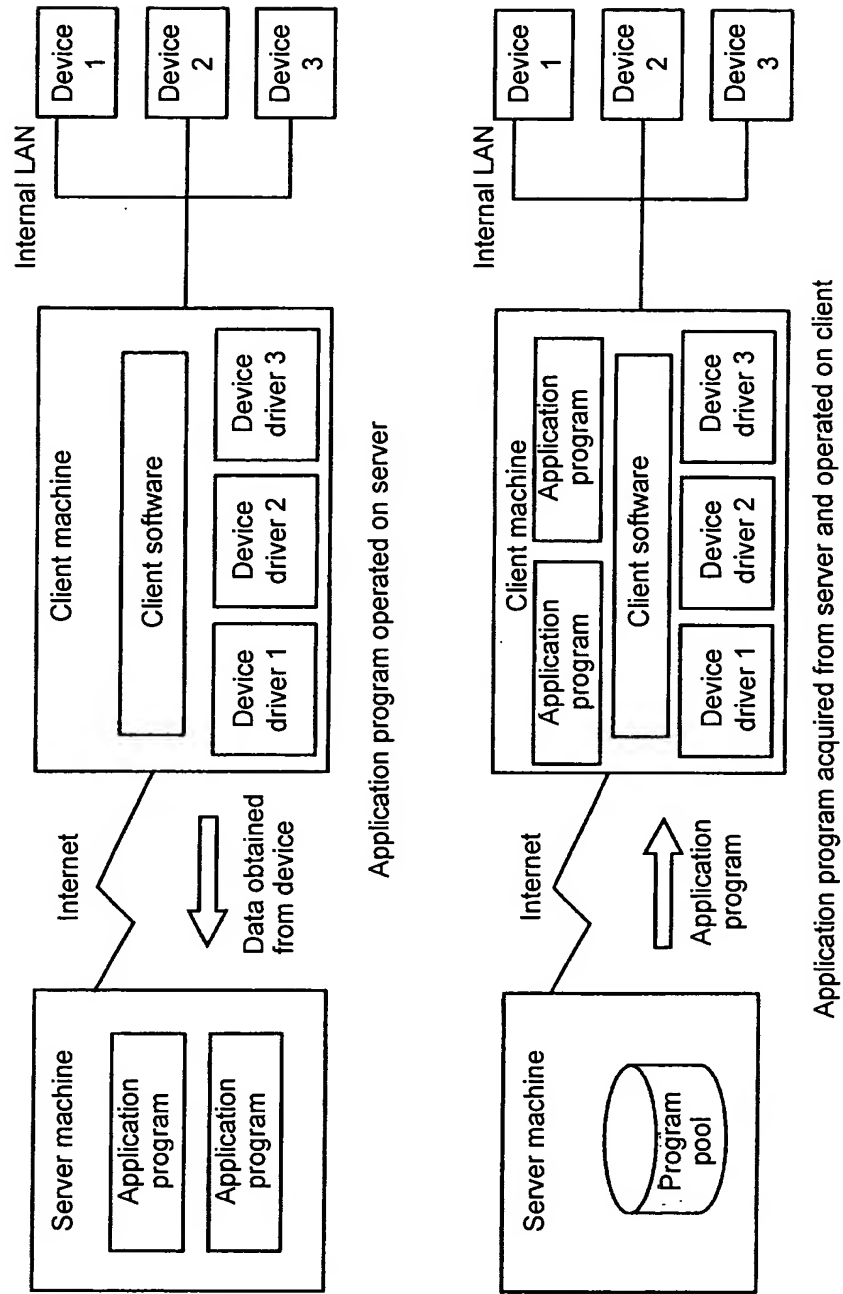 Server machine
Application
program
Application
program
Internet
Data obtained
from device
Client machine
Client software
Device
driver 1
Device
driver 2
Device
driver 3
Internal LAN
Device
1
Device
2
Device
3
Application program operated on server
Server machine
Program
pool
Internet
Application
program
Client machine
Application
program
Application
program
Client software
Device
driver 1
Device
driver 2
Device
driver 3
Internal LAN
Device
1
Device
2
Device
3
Application program acquired from server and operated on client